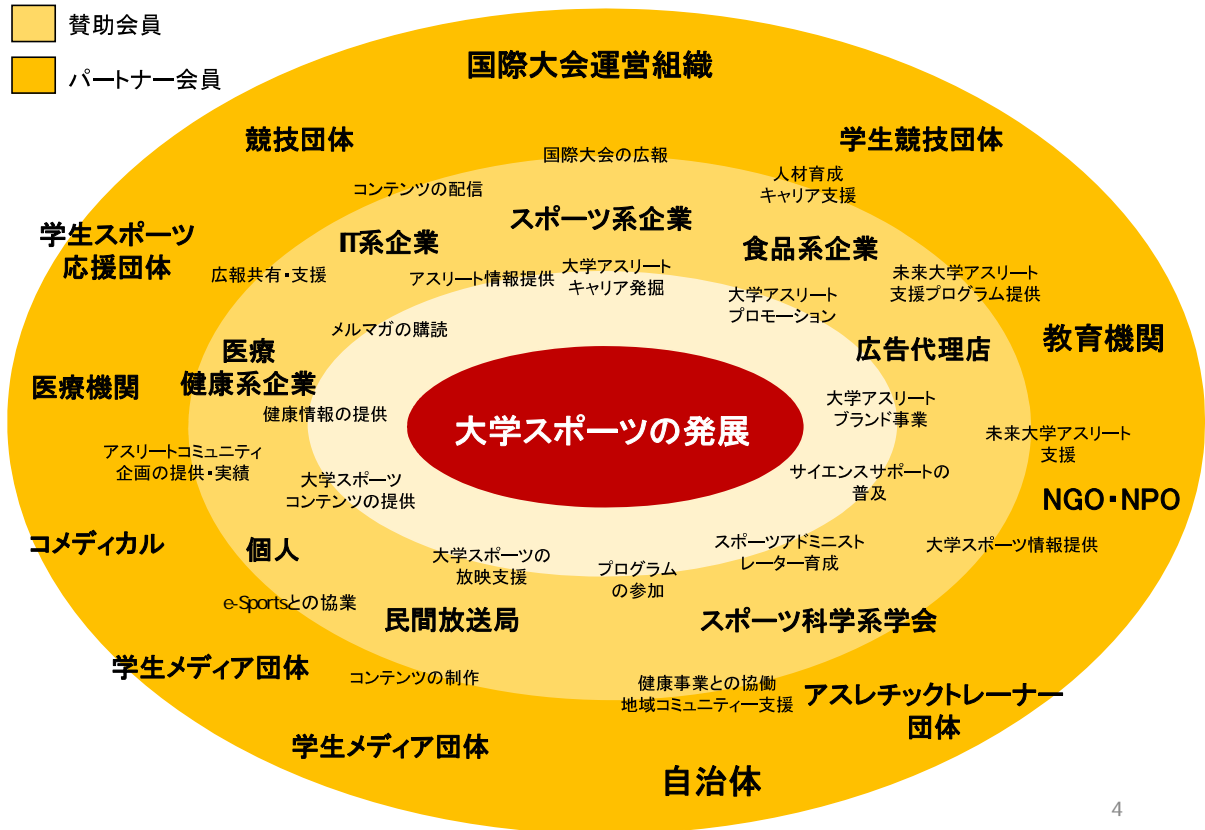 賛助会員
パートナー会員
国際大会運営組織
競技団体
学生競技団体
国際大会の広報
人材育成
キャリア支援
コンテンツの配信
スポーツ系企業
学生スポーツ
応援団体
IT系企業
食品系企業
広報共有・支援
アスリート情報提供
大学アスリート
キャリア発掘
未来大学アスリート
支援プログラム提供
大学アスリート
プロモーション
メルマガの購読
教育機関
医療
健康系企業
広告代理店
医療機関
健康情報の提供
大学スポーツの発展
大学アスリート
ブランド事業
未来大学アスリート
支援
アスリートコミュニティ
企画の提供・実績
大学スポーツ
コンテンツの提供
サイエンスサポートの
普及
NGO・NPO
コメディカル
個人
大学スポーツの
放映支援
プログラム
の参加
スポーツアドミニスト
レーター育成
大学スポーツ情報提供
e-Sportsとの協業
民間放送局
スポーツ科学系学会
学生メディア団体
コンテンツの制作
健康事業との協働
地域コミュニティー支援
アスレチックトレーナー
団体
学生メディア団体
自治体
4